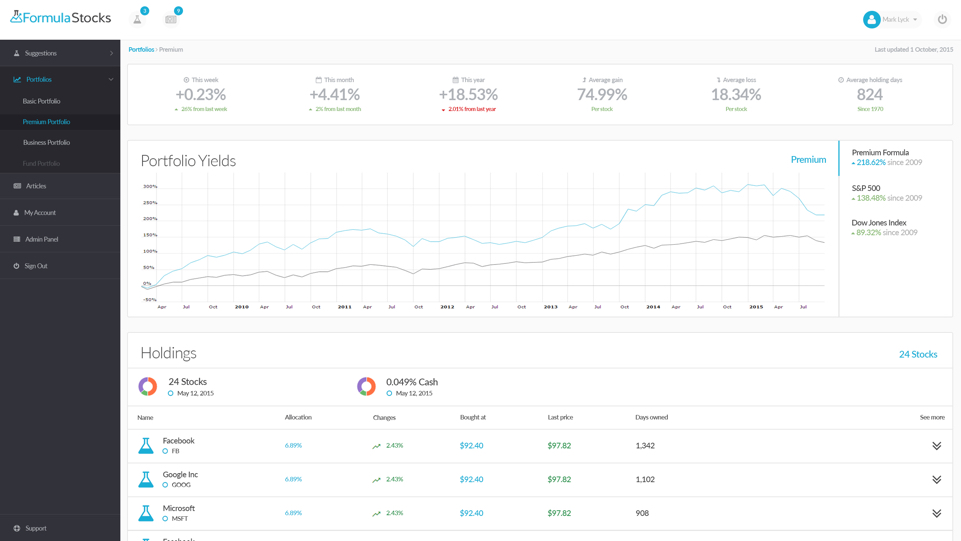 FormulaStocks
3
9
Mark Lyck
Suggestions
Portfolios
Basic Portfolio
Premium Portfolio
Business Portfolio
Fund Portfolio
Articles
My Account
Admin Panel
Sign Out
Support
Portfolios › Premium
Last updated 1 October, 2015
This week
+0.23%
26% from last week
This month
+4.41%
2% from last month
This year
+18.53%
2.01% from last year
Average gain
74.99%
Per stock
Average loss
18.34%
Per stock
Average holding days
824
Since 1970
Portfolio Yields
Premium
300%
250%
200%
150%
100%
50%
0%
-50%
Apr Jul Oct 2010 Apr Jul Oct 2011 Apr Jul Oct 2012 Apr Jul Oct 2013 Apr Jul Oct 2014 Apr Jul Oct 2015 Apr Jul
Premium Formula
218.62% since 2009
S&P 500
138.48% since 2009
Dow Jones Index
89.32% since 2009
Holdings
24 Stocks
24 Stocks
May 12, 2015
0.049% Cash
May 12, 2015
Name Allocation Changes Bought at Last price Days owned See more
Facebook
FB
6.89% 2.43% $92.40 $97.82 1,342
Google Inc
GOOG
6.89% 2.43% $92.40 $97.82 1,102
Microsoft
MSFT
6.89% 2.43% $92.40 $97.82 908